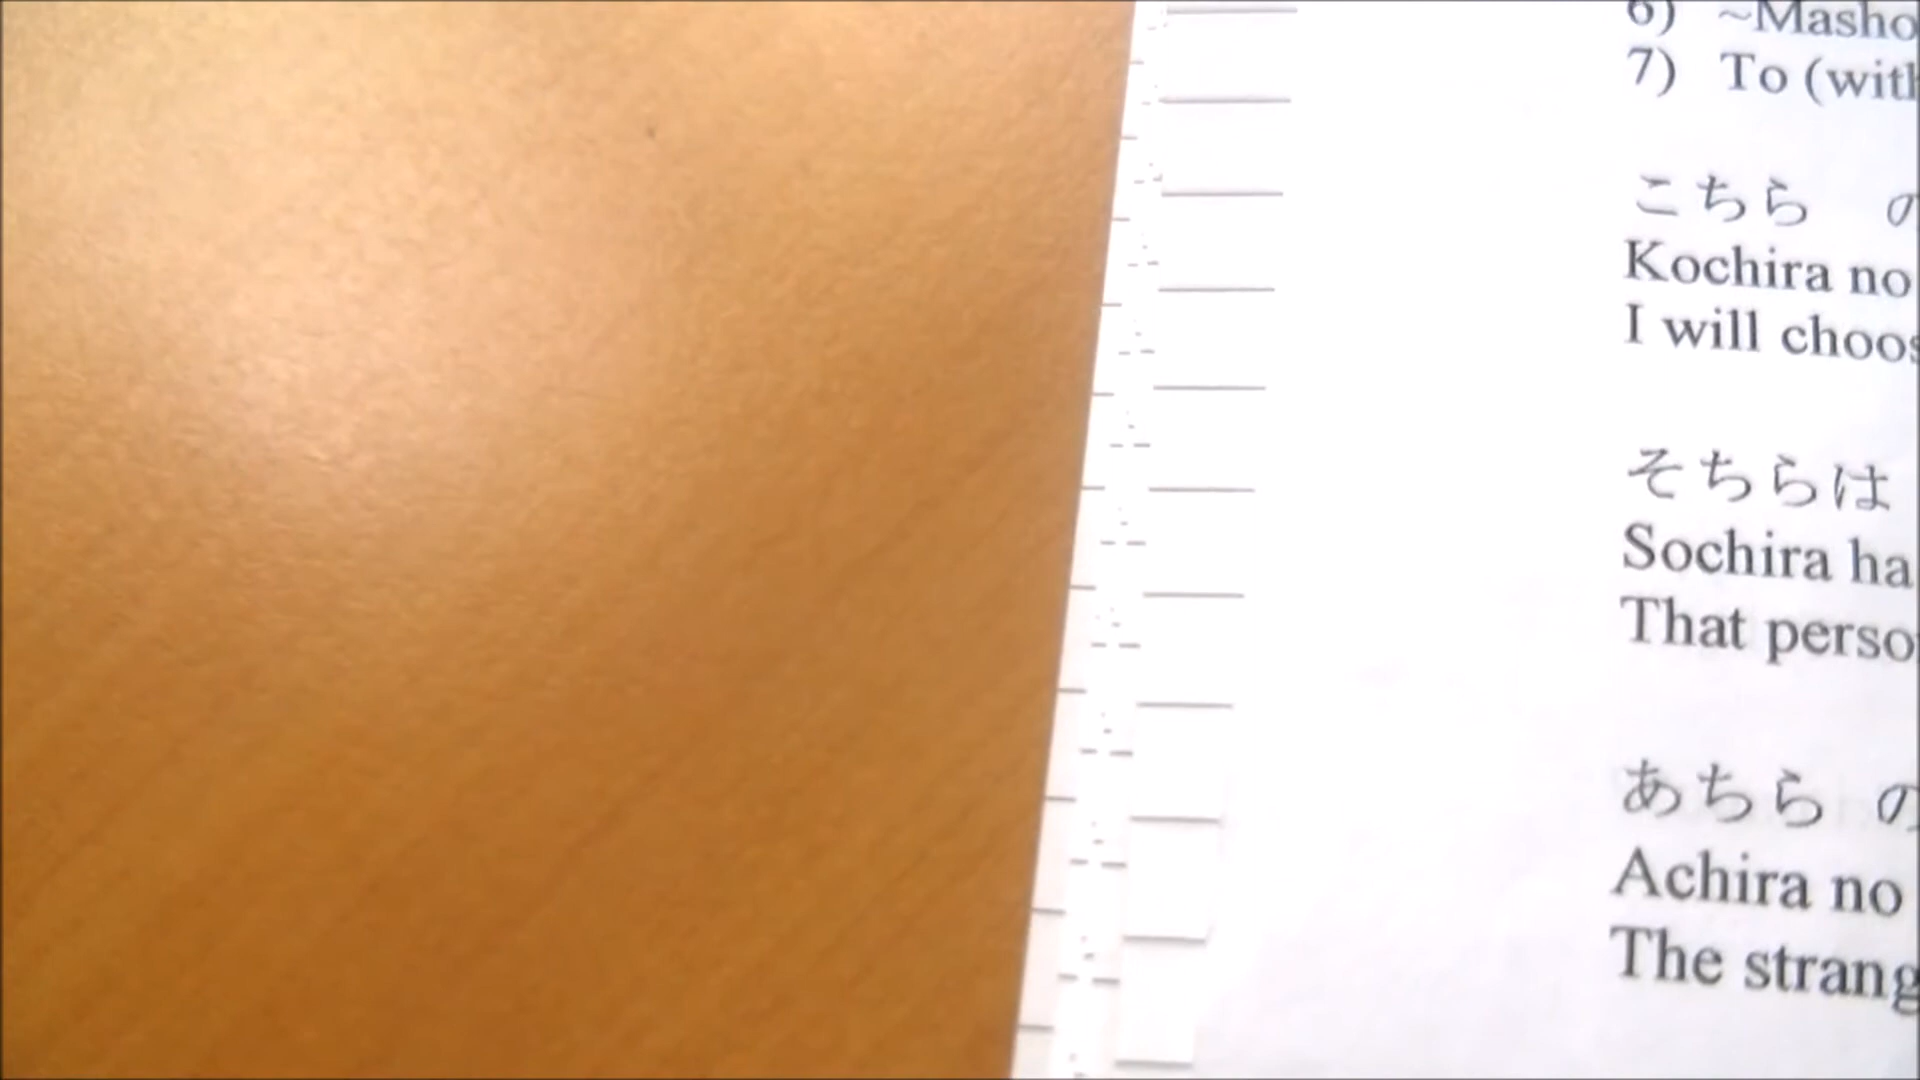 6) ~Masho
7) To (with
こちら の
Kochira no
I will choos
そちらは
Sochira ha
That perso
あちら の
Achira no
The strang